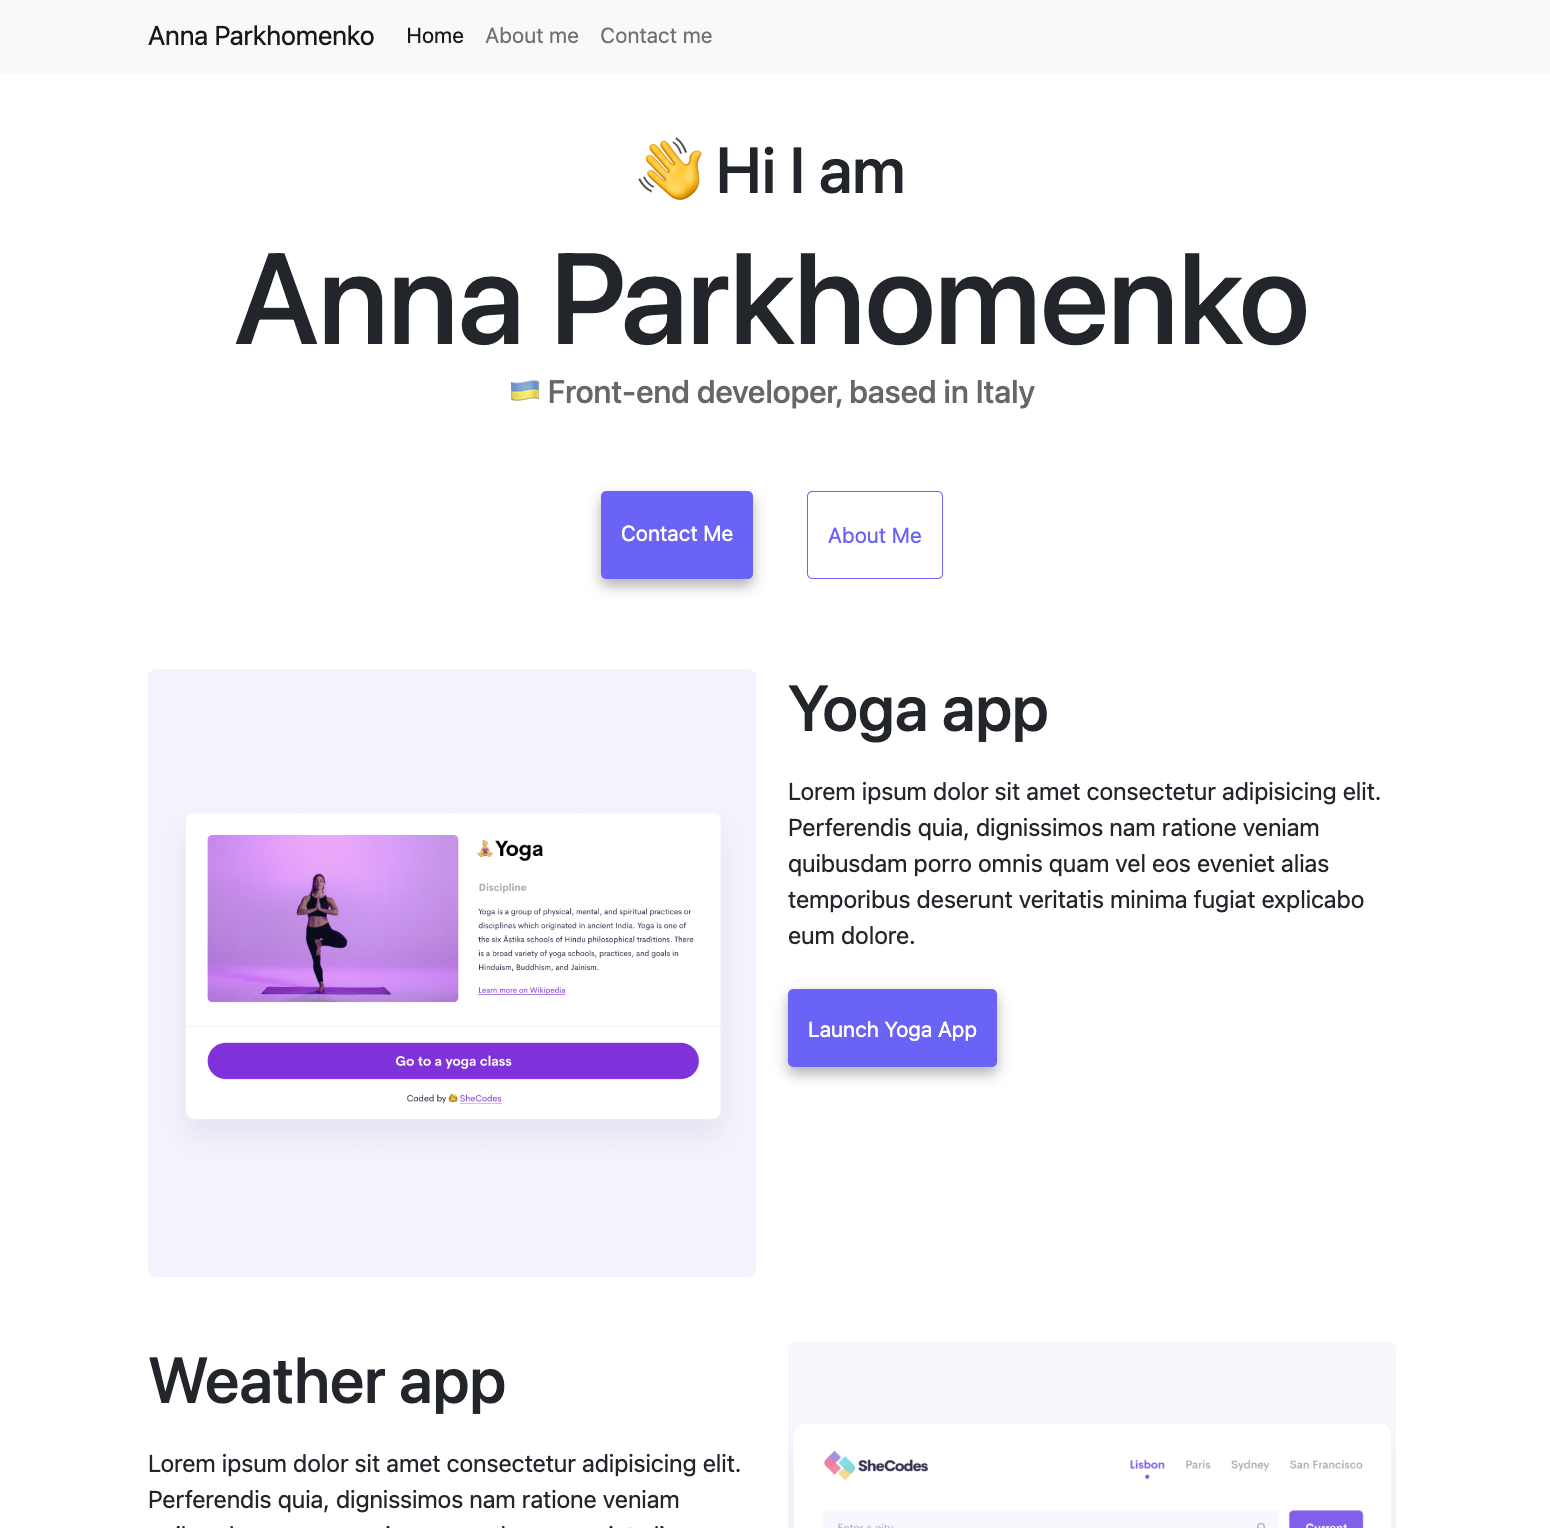 Anna Parkhomenko Home About me Contact me
👋 Hi I am
Anna Parkhomenko
🇺🇦 Front-end developer, based in Italy
Contact Me
About Me
🧘Yoga
Discipline
Yoga is a group of physical, mental, and spiritual practices or
disciplines which originated in ancient India. Yoga is one of
the six Āstika schools of Hindu philosophical traditions. There
is a broad variety of yoga schools, practices, and goals in
Hinduism, Buddhism, and Jainism.
Learn more on Wikipedia
Go to a yoga class
Coded by SheCodes
Yoga app
Lorem ipsum dolor sit amet consectetur adipisicing elit.
Perferendis quia, dignissimos nam ratione veniam
quibusdam porro omnis quam vel eos eveniet alias
temporibus deserunt veritatis minima fugiat explicabo
eum dolore.
Launch Yoga App
Weather app
Lorem ipsum dolor sit amet consectetur adipisicing elit.
Perferendis quia, dignissimos nam ratione veniam
SheCodes Lisbon Paris Sydney San Francisco
Enter a city
Current